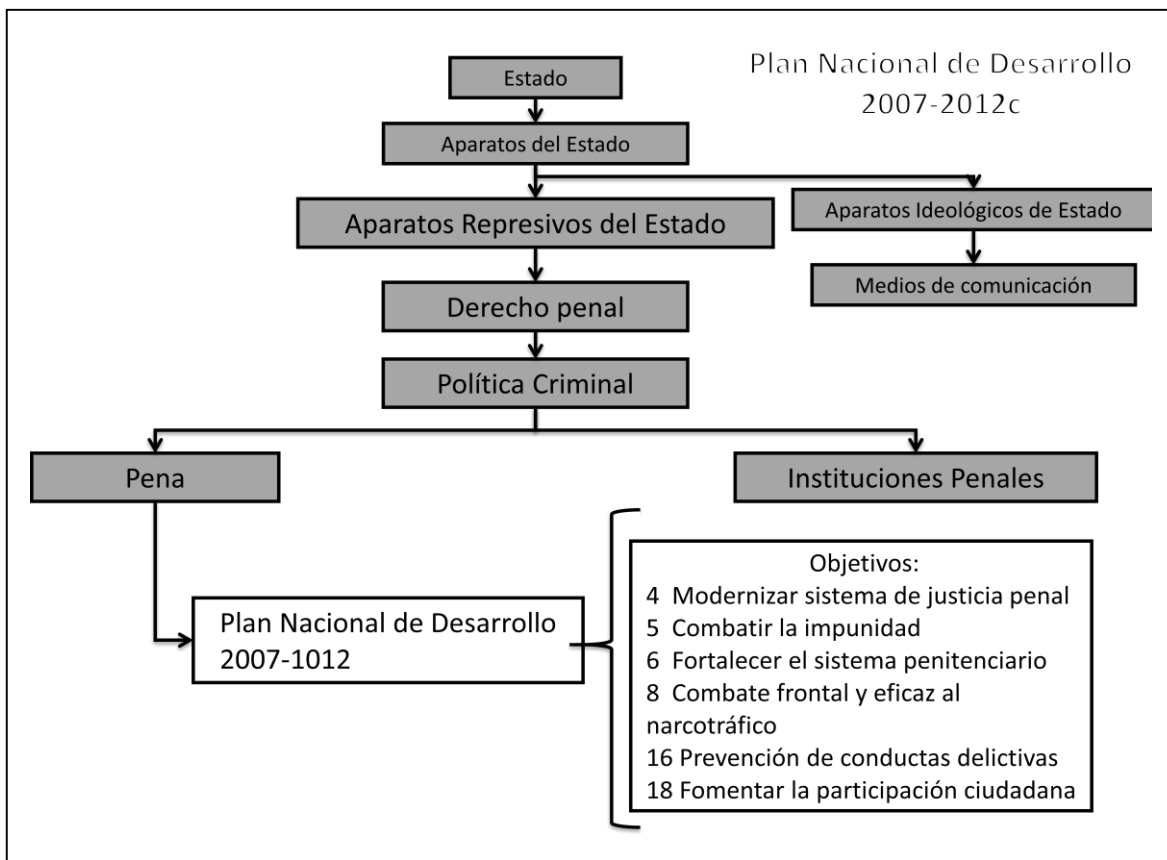 Plan Nacional de Desarrollo
2007-2012c
Estado
Aparatos del Estado
Aparatos Represivos del Estado
Aparatos Ideológicos de Estado
Medios de comunicación
Derecho penal
Política Criminal
Pena
Instituciones Penales
Plan Nacional de Desarrollo
2007-1012
Objetivos:
4 Modernizar sistema de justicia penal
5 Combatir la impunidad
6 Fortalecer el sistema penitenciario
8 Combate frontal y eficaz al
narcotráfico
16 Prevención de conductas delictivas
18 Fomentar la participación ciudadana